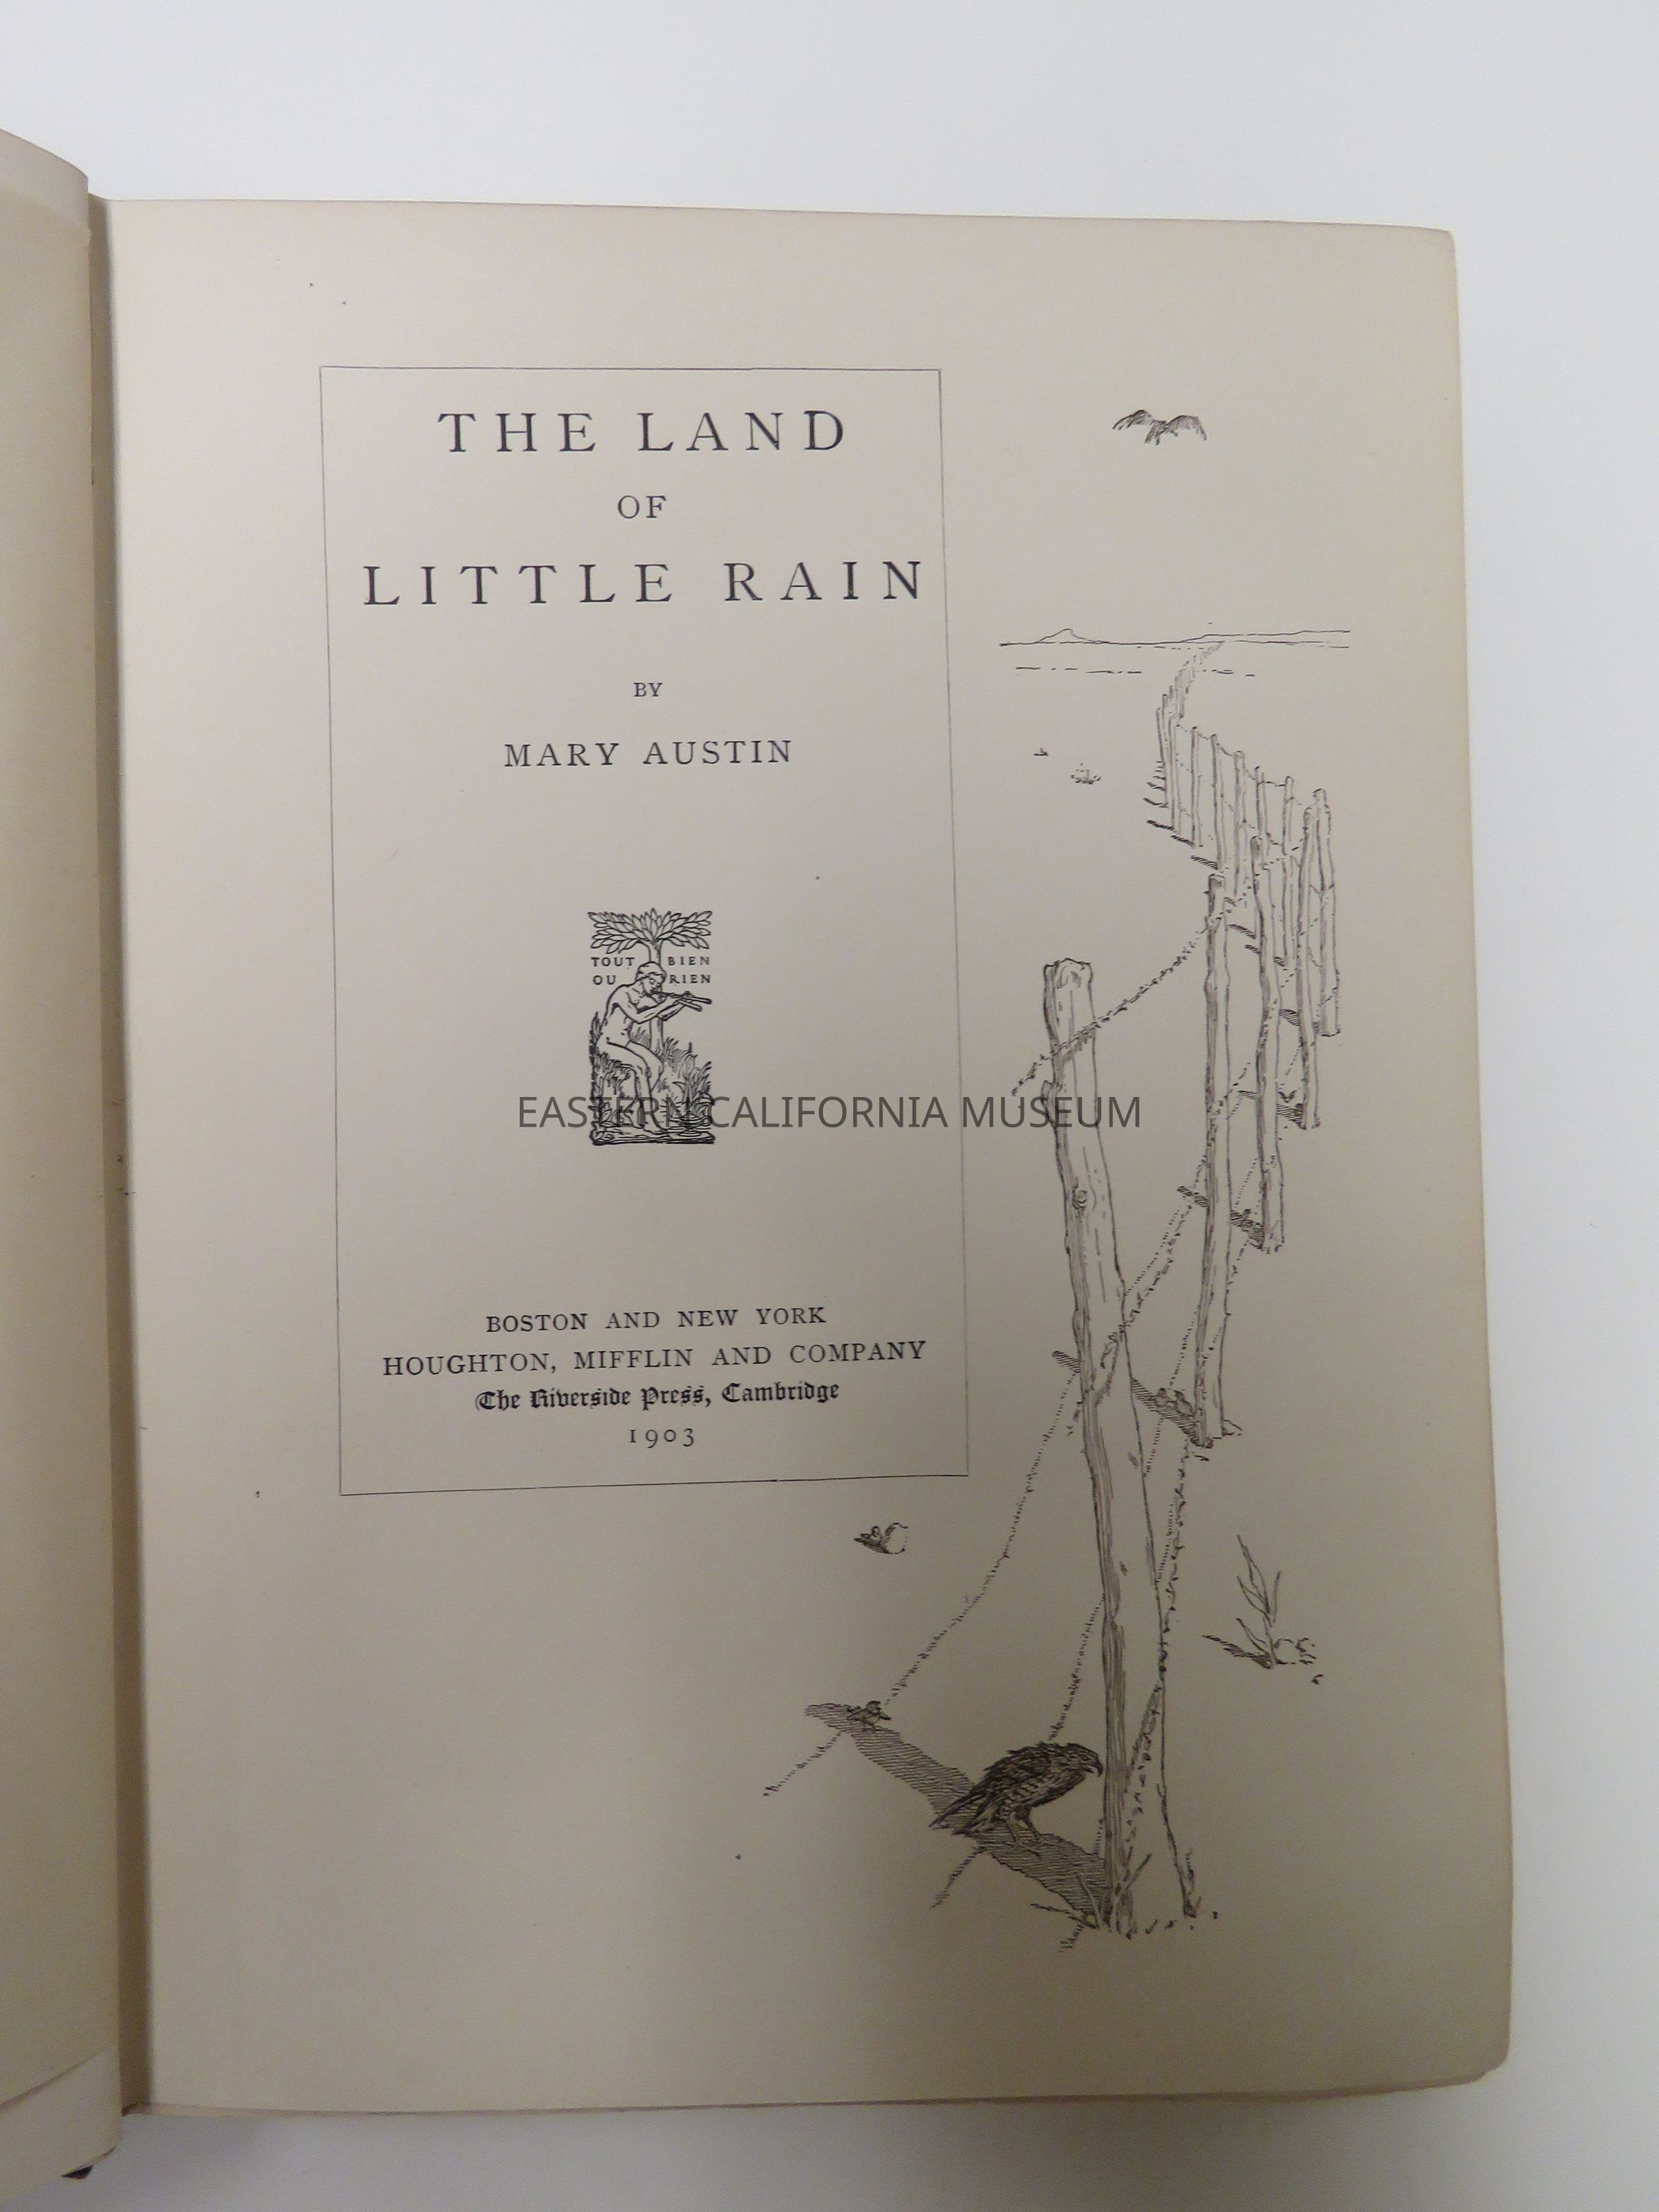 THE LAND
OF
LITTLE RAIN
BY
MARY AUSTIN
TOUT BIEN
OU RIEN
EASTERN CALIFORNIA MUSEUM
BOSTON AND NEW YORK
HOUGHTON, MIFFLIN AND COMPANY
The Riverside Press, Cambridge
1903